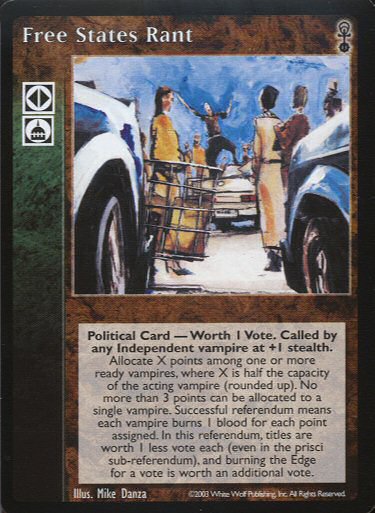 Free States Rant
Political Card — Worth 1 Vote. Called by
any Independent vampire at +1 stealth.
Allocate X points among one or more
ready vampires, where X is half the capacity
of the acting vampire (rounded up). No
more than 3 points can be allocated to a
single vampire. Successful referendum means
each vampire burns 1 blood for each point
assigned. In this referendum, titles are
worth 1 less vote each (even in the prisci
sub-referendum), and burning the Edge
for a vote is worth an additional vote.
Illus. Mike Danza
©2003 White Wolf Publishing, Inc. All Rights Reserved.